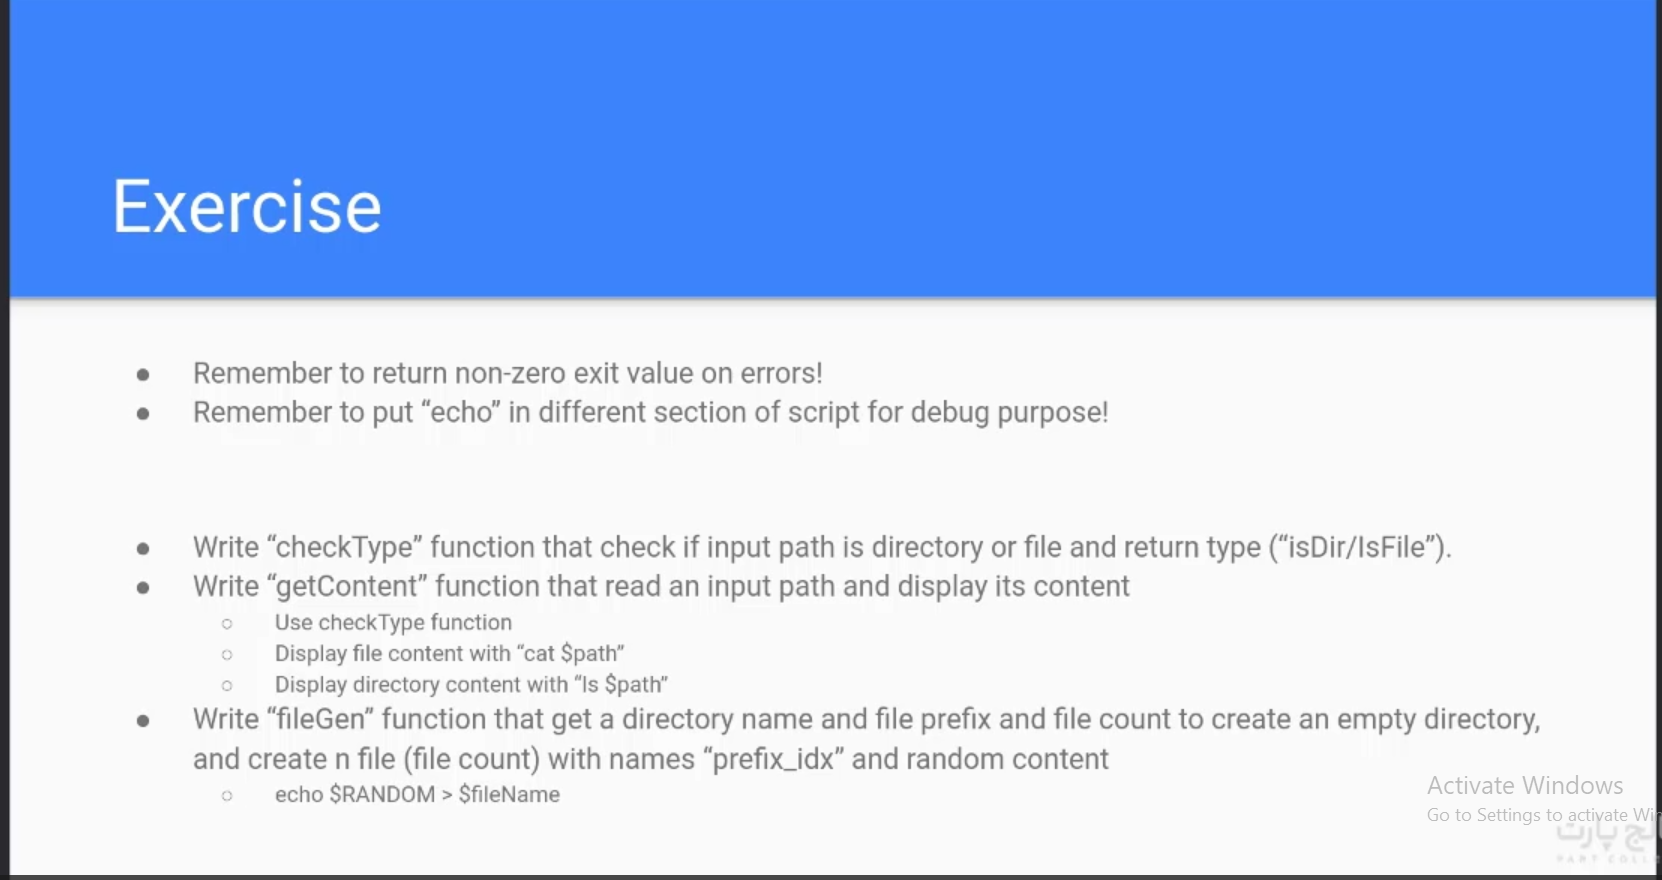 Exercise
● Remember to return non-zero exit value on errors!
● Remember to put “echo” in different section of script for debug purpose!
● Write “checkType” function that check if input path is directory or file and return type (“isDir/IsFile”).
● Write “getContent” function that read an input path and display its content
○ Use checkType function
○ Display file content with “cat $path”
○ Display directory content with “ls $path”
● Write “fileGen” function that get a directory name and file prefix and file count to create an empty directory,
and create n file (file count) with names “prefix_idx” and random content
○ echo $RANDOM > $fileName
Activate Windows
Go to Settings to activate
پارت
PART